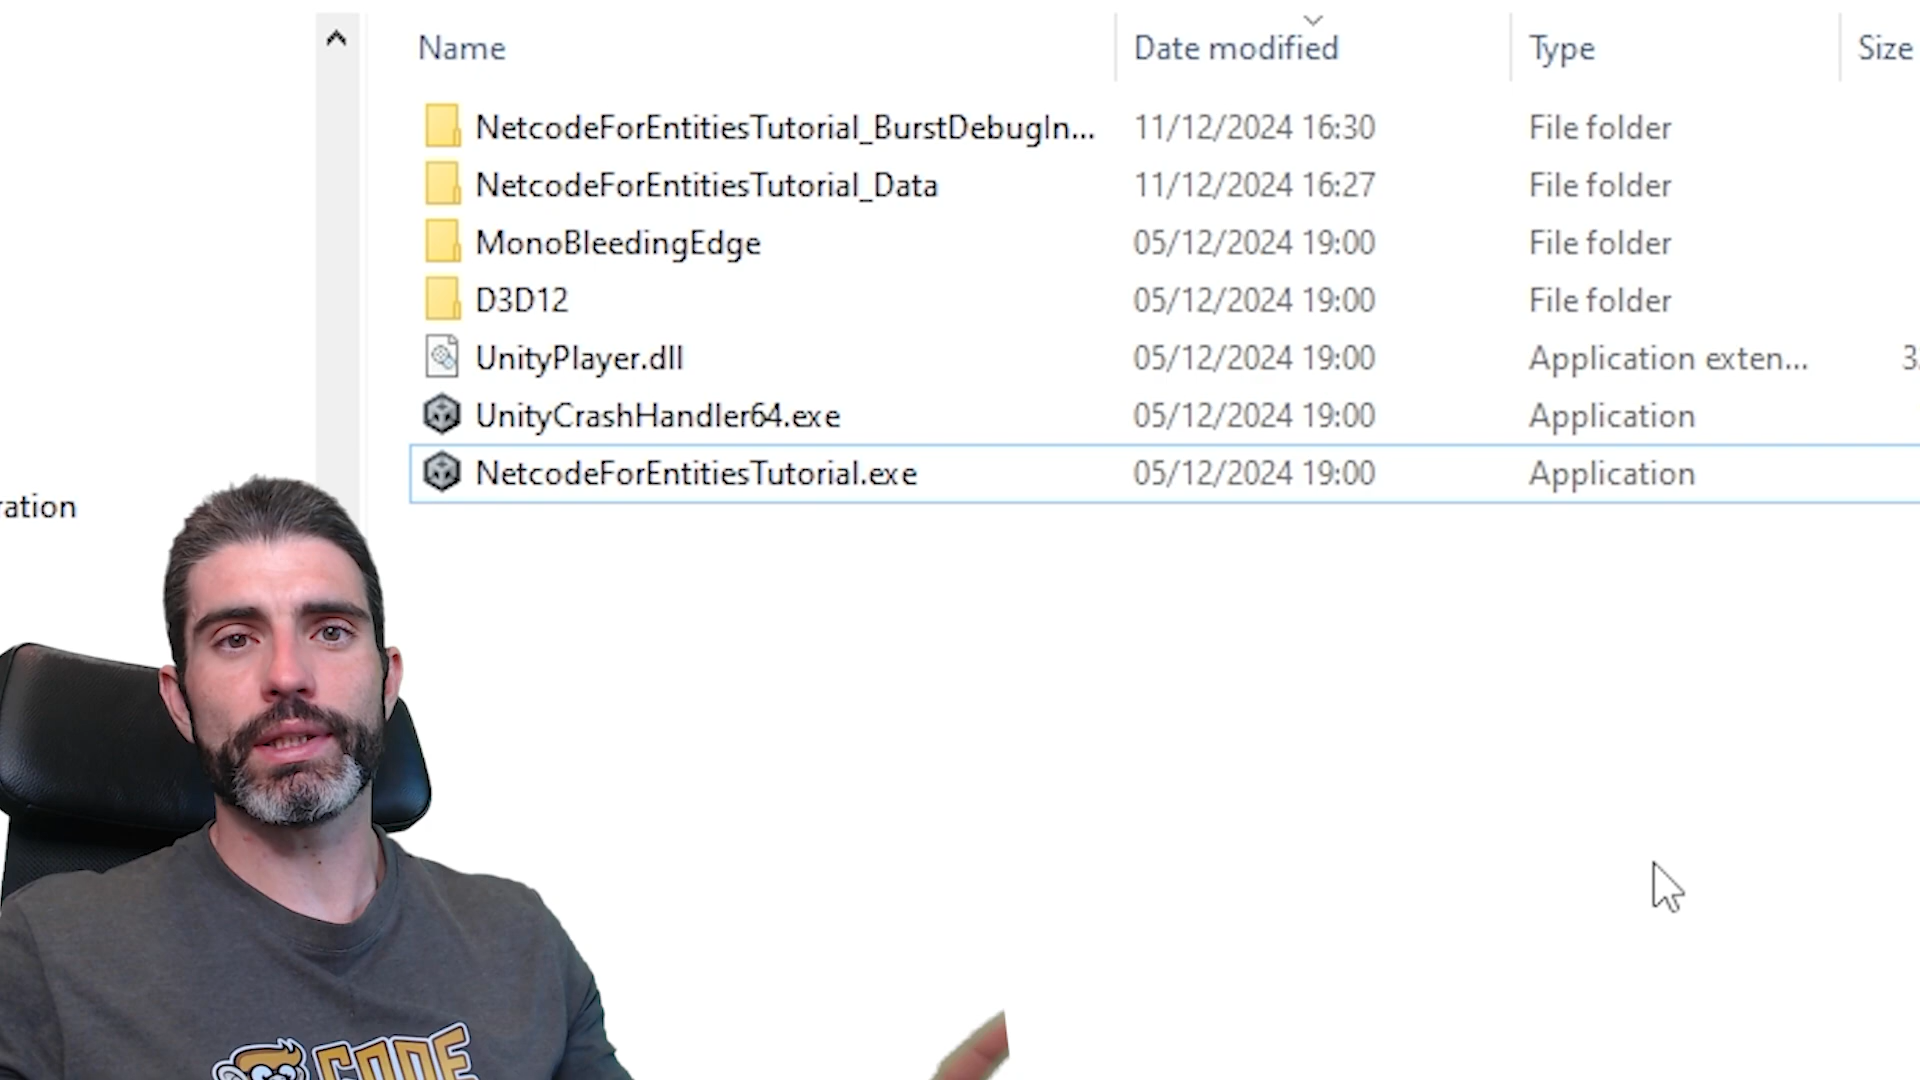 Name Date modified Type Size
NetcodeForEntitiesTutorial_BurstDebugIn... 11/12/2024 16:30 File folder
NetcodeForEntitiesTutorial_Data 11/12/2024 16:27 File folder
MonoBleedingEdge 05/12/2024 19:00 File folder
D3D12 05/12/2024 19:00 File folder
UnityPlayer.dll 05/12/2024 19:00 Application exten...
UnityCrashHandler64.exe 05/12/2024 19:00 Application
NetcodeForEntitiesTutorial.exe 05/12/2024 19:00 Application
ration
CODE